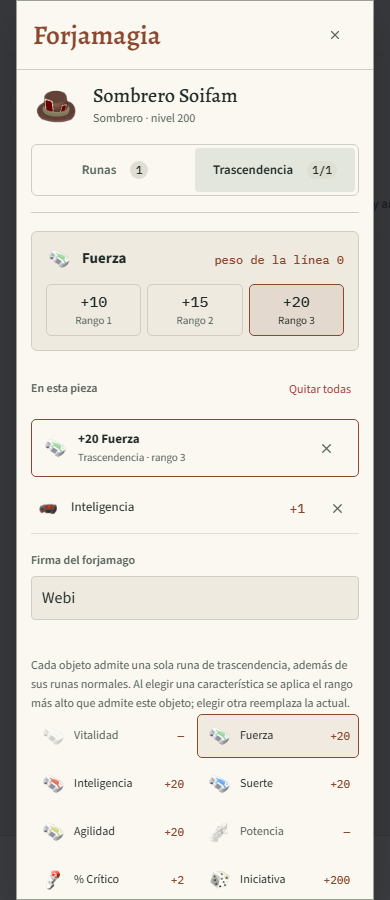 Forjamagia
×
Sombrero Soifam
Sombrero · nivel 200
Runas 1
Trascendencia 1/1
Fuerza
peso de la línea 0
+10
Rango 1
+15
Rango 2
+20
Rango 3
En esta pieza
Quitar todas
+20 Fuerza
Trascendencia · rango 3
×
Inteligencia +1 ×
Firma del forjamago
Webi
Cada objeto admite una sola runa de trascendencia, además de
sus runas normales. Al elegir una característica se aplica el rango
más alto que admite este objeto; elegir otra reemplaza la actual.
Vitalidad —
Fuerza +20
Inteligencia +20
Suerte +20
Agilidad +20
Potencia —
% Crítico +2
Iniciativa +200